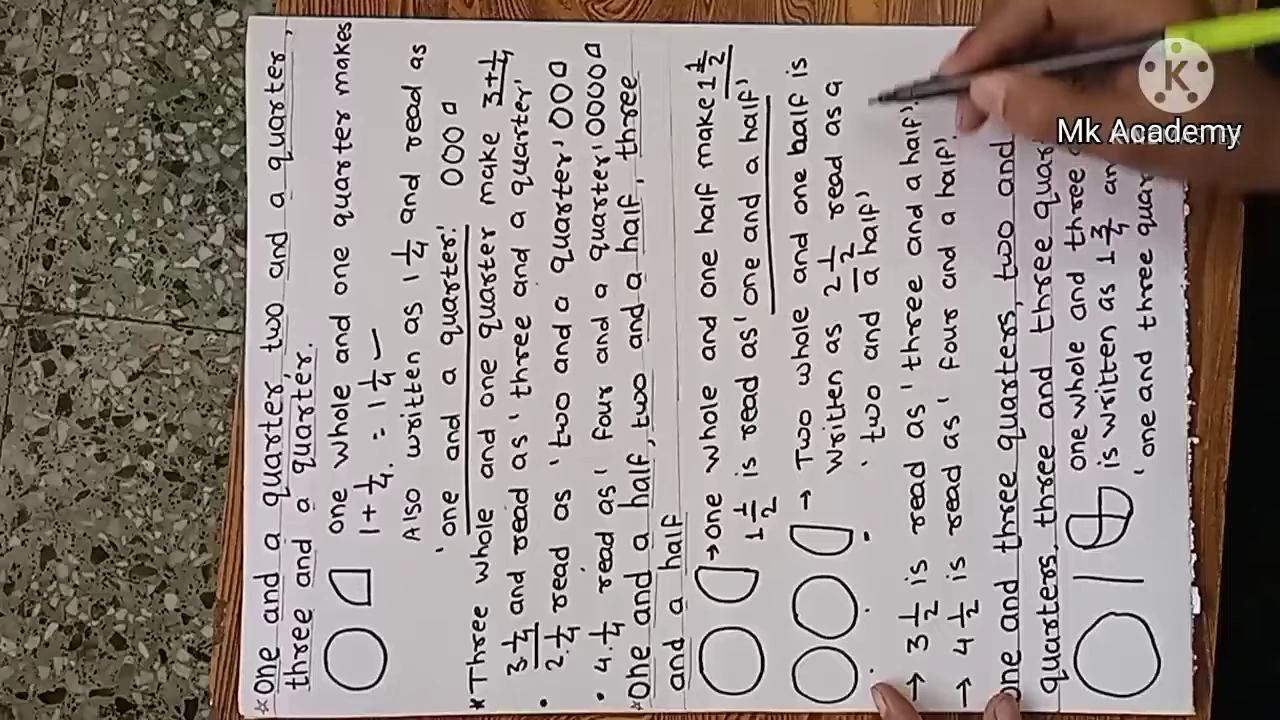 ☆ One and a quarter two and a quarter,
three and a quarter.
one whole and one quarter makes
1 + 1/4 = 1 1/4
Also written as 1 1/4 and read as
'one and a quarter.'
* Three whole and one quarter make 3+1/4
3 1/4 and read as 'three and a quarter'
• 2 1/4 read as 'two and a quarter'
• 4 1/4 read as 'four and a quarter'
☆ One and a half, two and a half, three
and a half
→ one whole and one half make 1 1/2
1 1/2 is read as 'one and a half'
→ Two whole and one half is
written as 2 1/2 read as a
'two and a half'
→ 3 1/2 is read as 'three and a half'.
→ 4 1/2 is read as 'four and a half'.
one and three quarters, two and
quarters, three and three quar
one whole and three
is written as 1 3/4 an
'one and three quar
K
Mk Academy